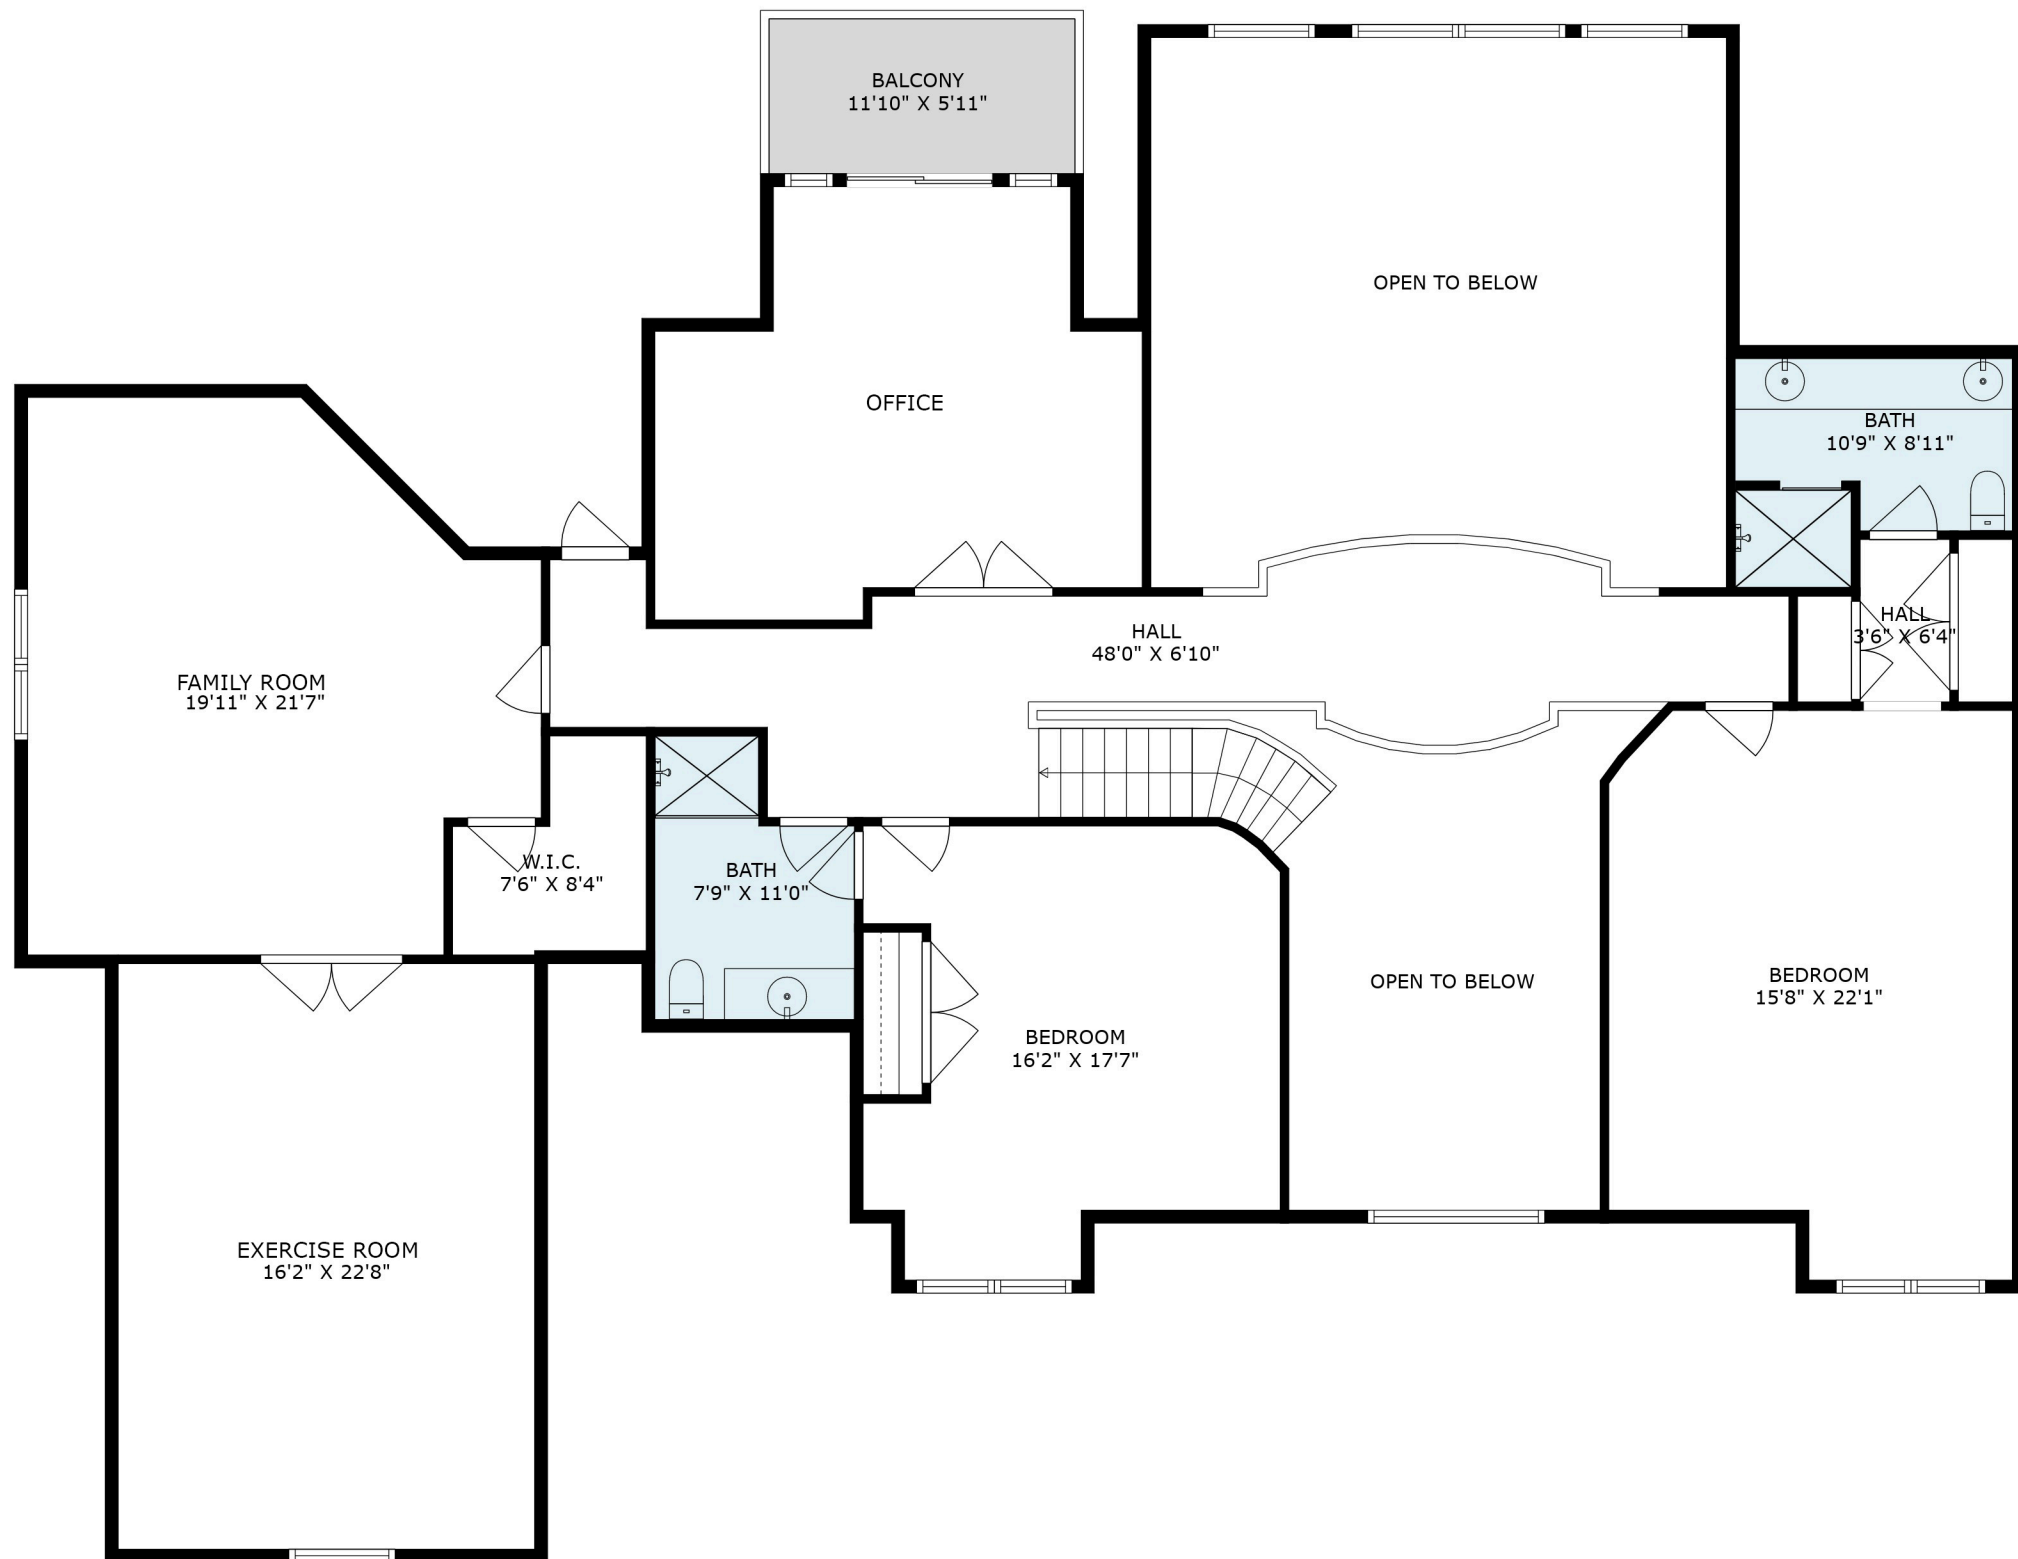 BALCONY
11'10" X 5'11"
OPEN TO BELOW
OFFICE
BATH
10'9" X 8'11"
HALL
3'6" X 6'4"
HALL
48'0" X 6'10"
FAMILY ROOM
19'11" X 21'7"
W.I.C.
7'6" X 8'4"
BATH
7'9" X 11'0"
BEDROOM
16'2" X 17'7"
OPEN TO BELOW
BEDROOM
15'8" X 22'1"
EXERCISE ROOM
16'2" X 22'8"